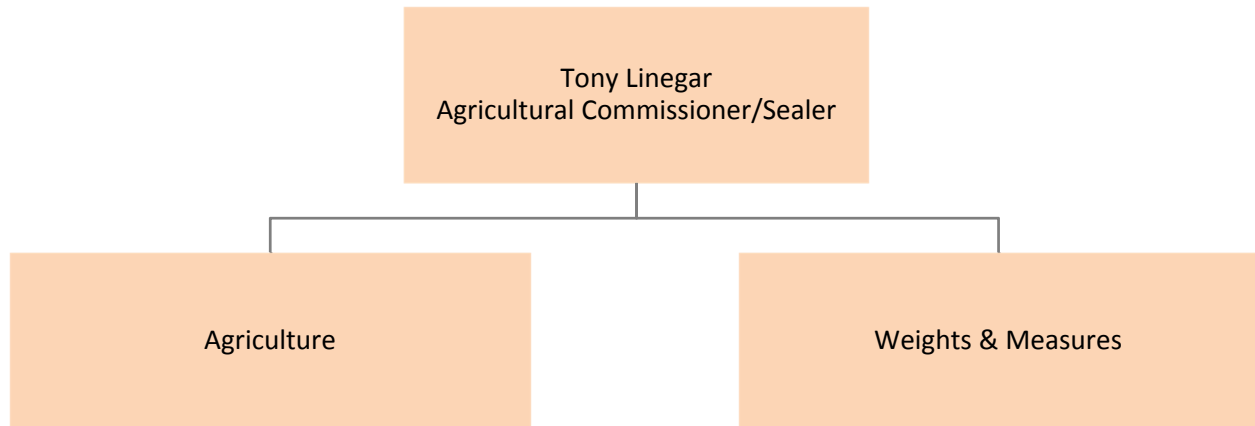 Tony Linegar
Agricultural Commissioner/Sealer
Agriculture
Weights & Measures